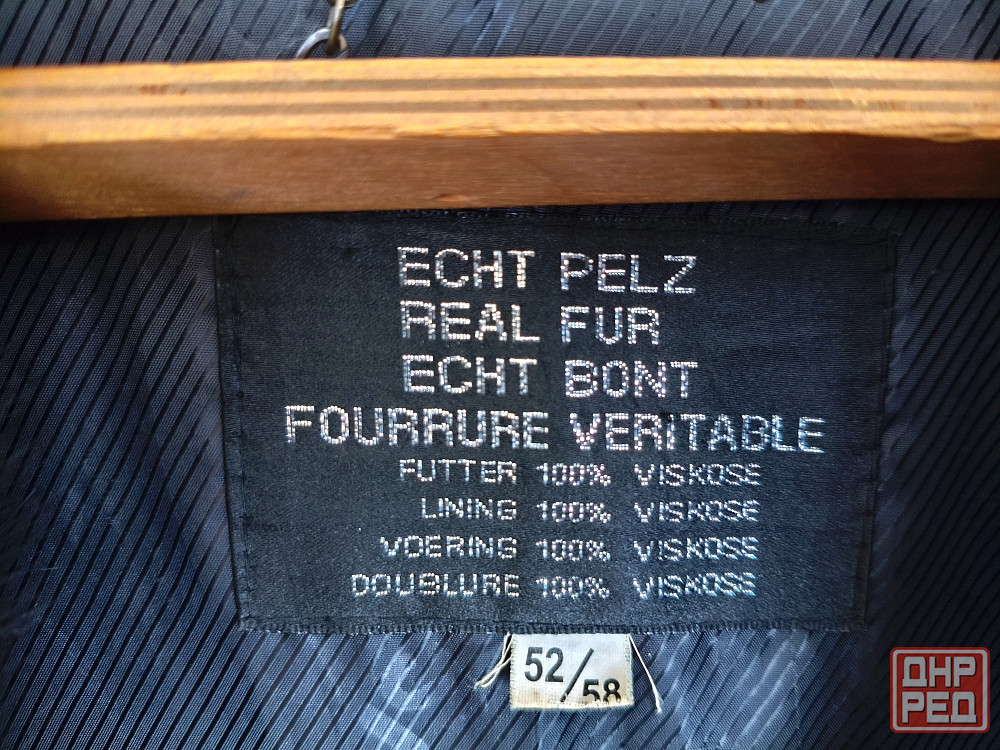 ECHT PELZ
REAL FUR
ECHT BONT
FOURRURE VERITABLE
FUTTER 100% VISKOSE
LINING 100% VISKOSE
VOERING 100% VISKOSE
DOUBLURE 100% VISKOSE
52/58
ДНР
РЕД